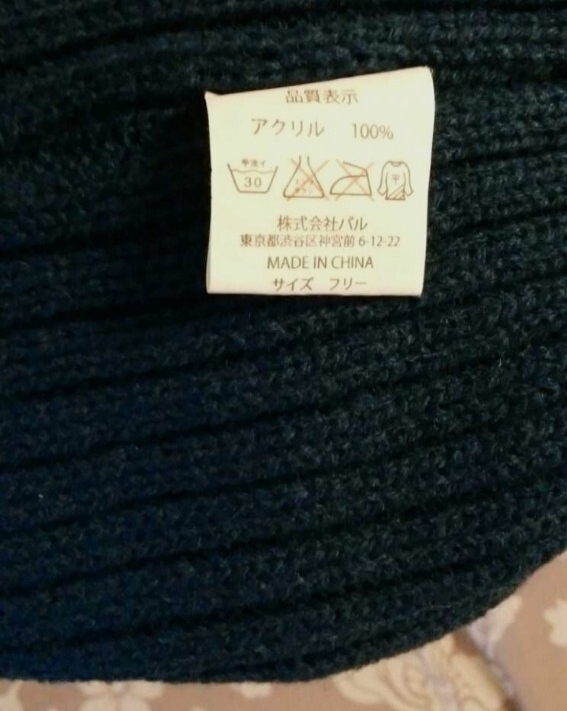 品質表示
アクリル 100%
手洗イ
30
平
株式会社パル
東京都渋谷区神宮前 6-12-22
MADE IN CHINA
サイズ フリー